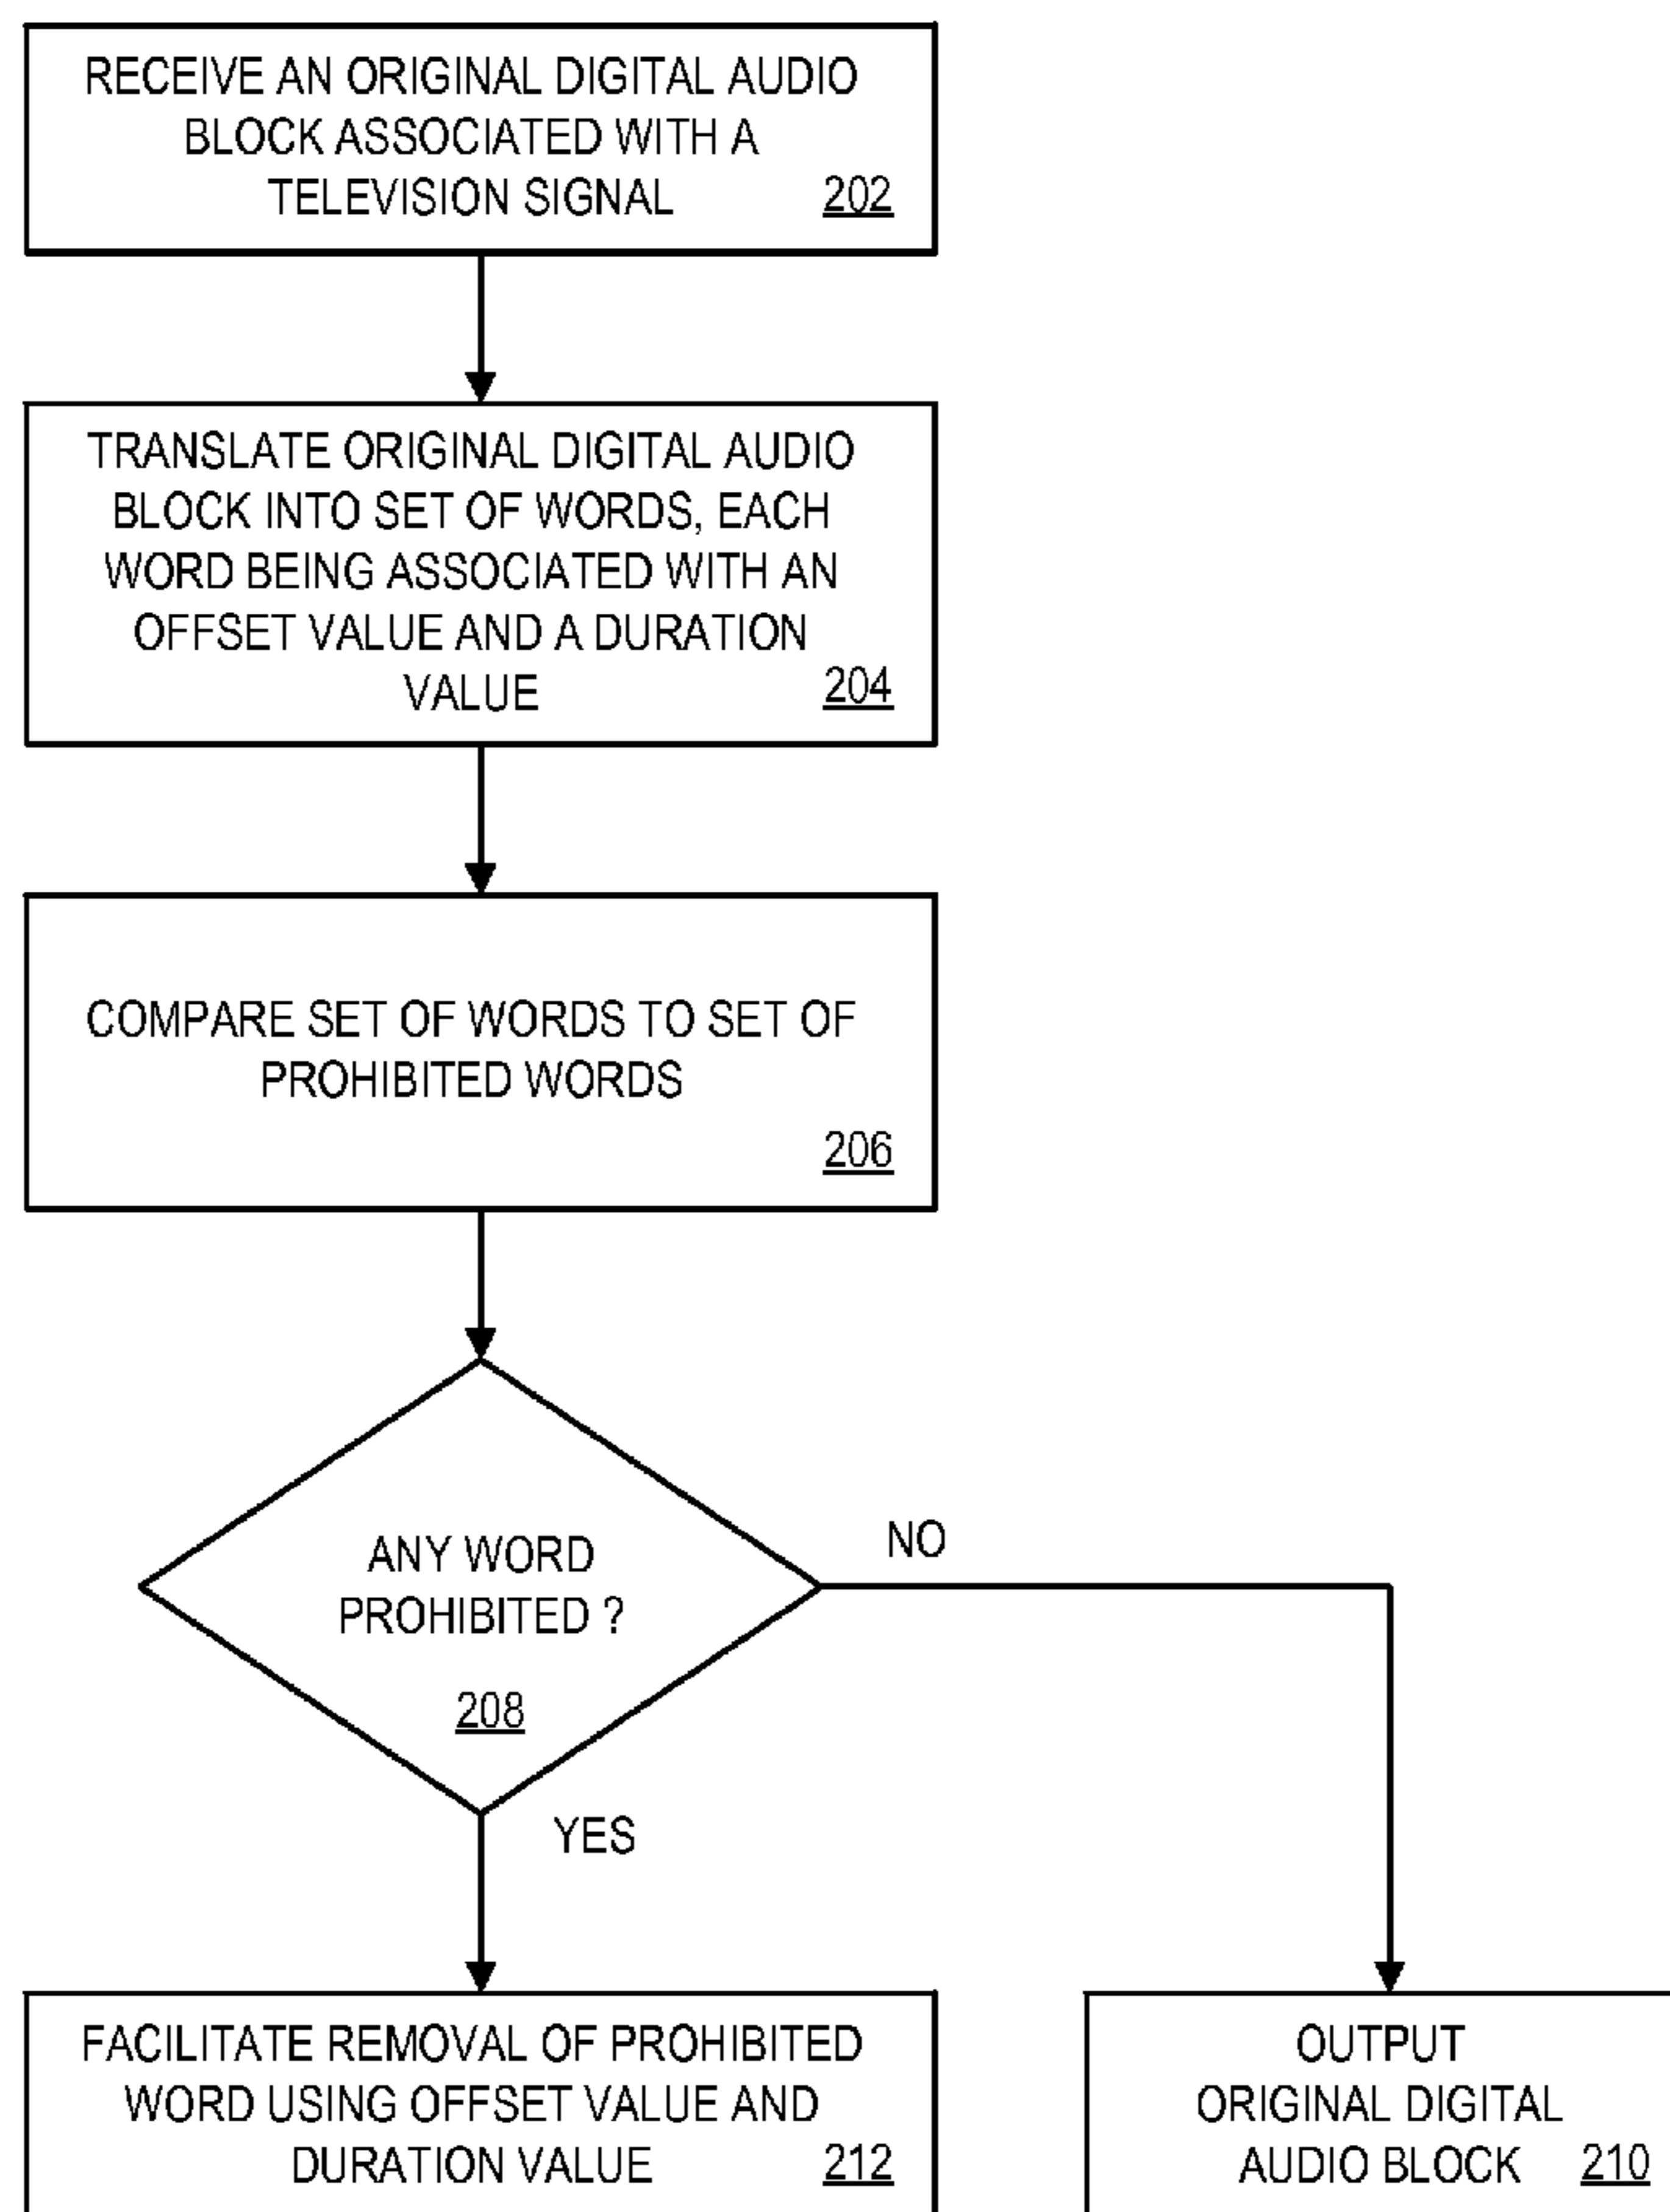 RECEIVE AN ORIGINAL DIGITAL AUDIO
BLOCK ASSOCIATED WITH A
TELEVISION SIGNAL 202
TRANSLATE ORIGINAL DIGITAL AUDIO
BLOCK INTO SET OF WORDS, EACH
WORD BEING ASSOCIATED WITH AN
OFFSET VALUE AND A DURATION
VALUE 204
COMPARE SET OF WORDS TO SET OF
PROHIBITED WORDS
206
ANY WORD
PROHIBITED ?
208
NO
YES
FACILITATE REMOVAL OF PROHIBITED
WORD USING OFFSET VALUE AND
DURATION VALUE 212
OUTPUT
ORIGINAL DIGITAL
AUDIO BLOCK 210